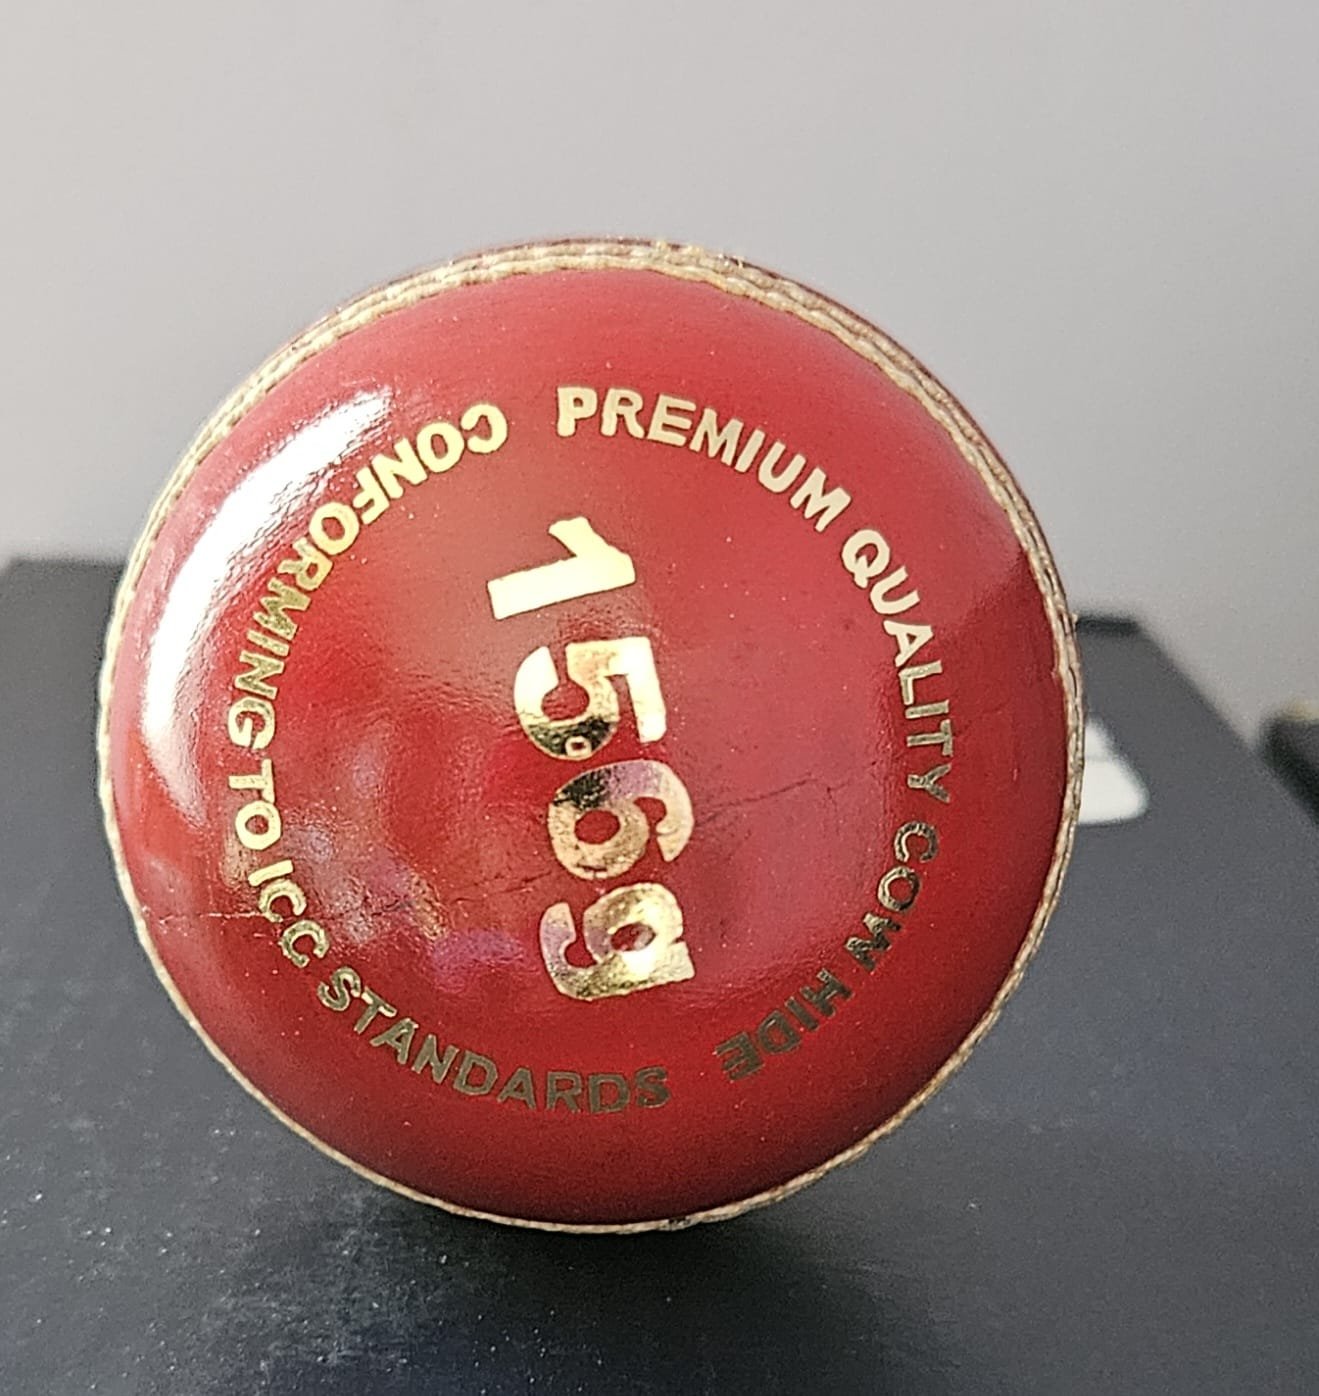 PREMIUM QUALITY COW HIDE
CONFORMING TO ICC STANDARDS
156g